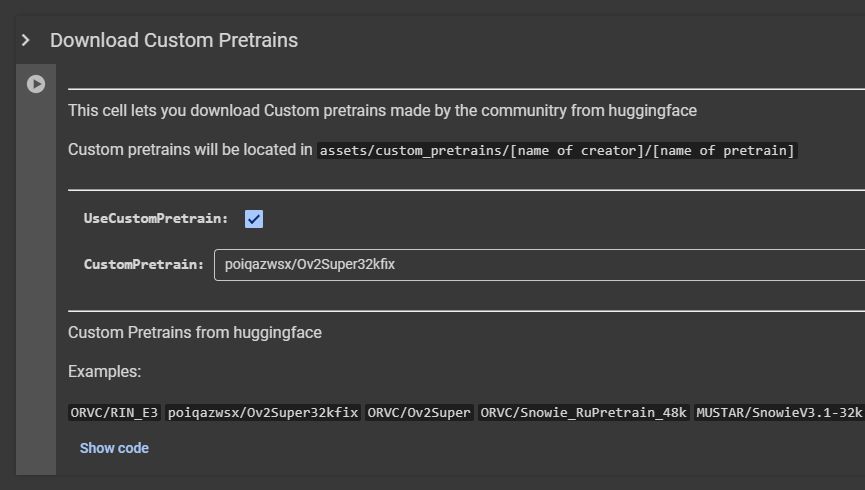 Download Custom Pretrains
This cell lets you download Custom pretrains made by the communitry from huggingface
Custom pretrains will be located in assets/custom_pretrains/[name of creator]/[name of pretrain]
UseCustomPretrain:
CustomPretrain: poiqazwsx/Ov2Super32kfix
Custom Pretrains from huggingface
Examples:
ORVC/RIN_E3 poiqazwsx/Ov2Super32kfix ORVC/Ov2Super ORVC/Snowie_RuPretrain_48k MUSTAR/SnowieV3.1-32k
Show code